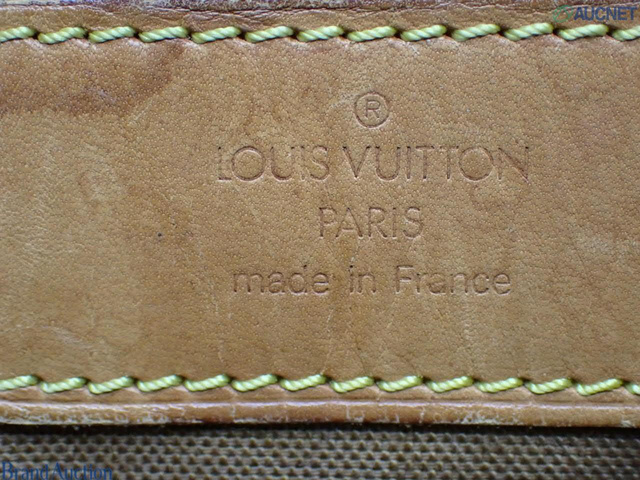 AUCNET
®
LOUIS VUITTON
PARIS
made in France
Brand Auction